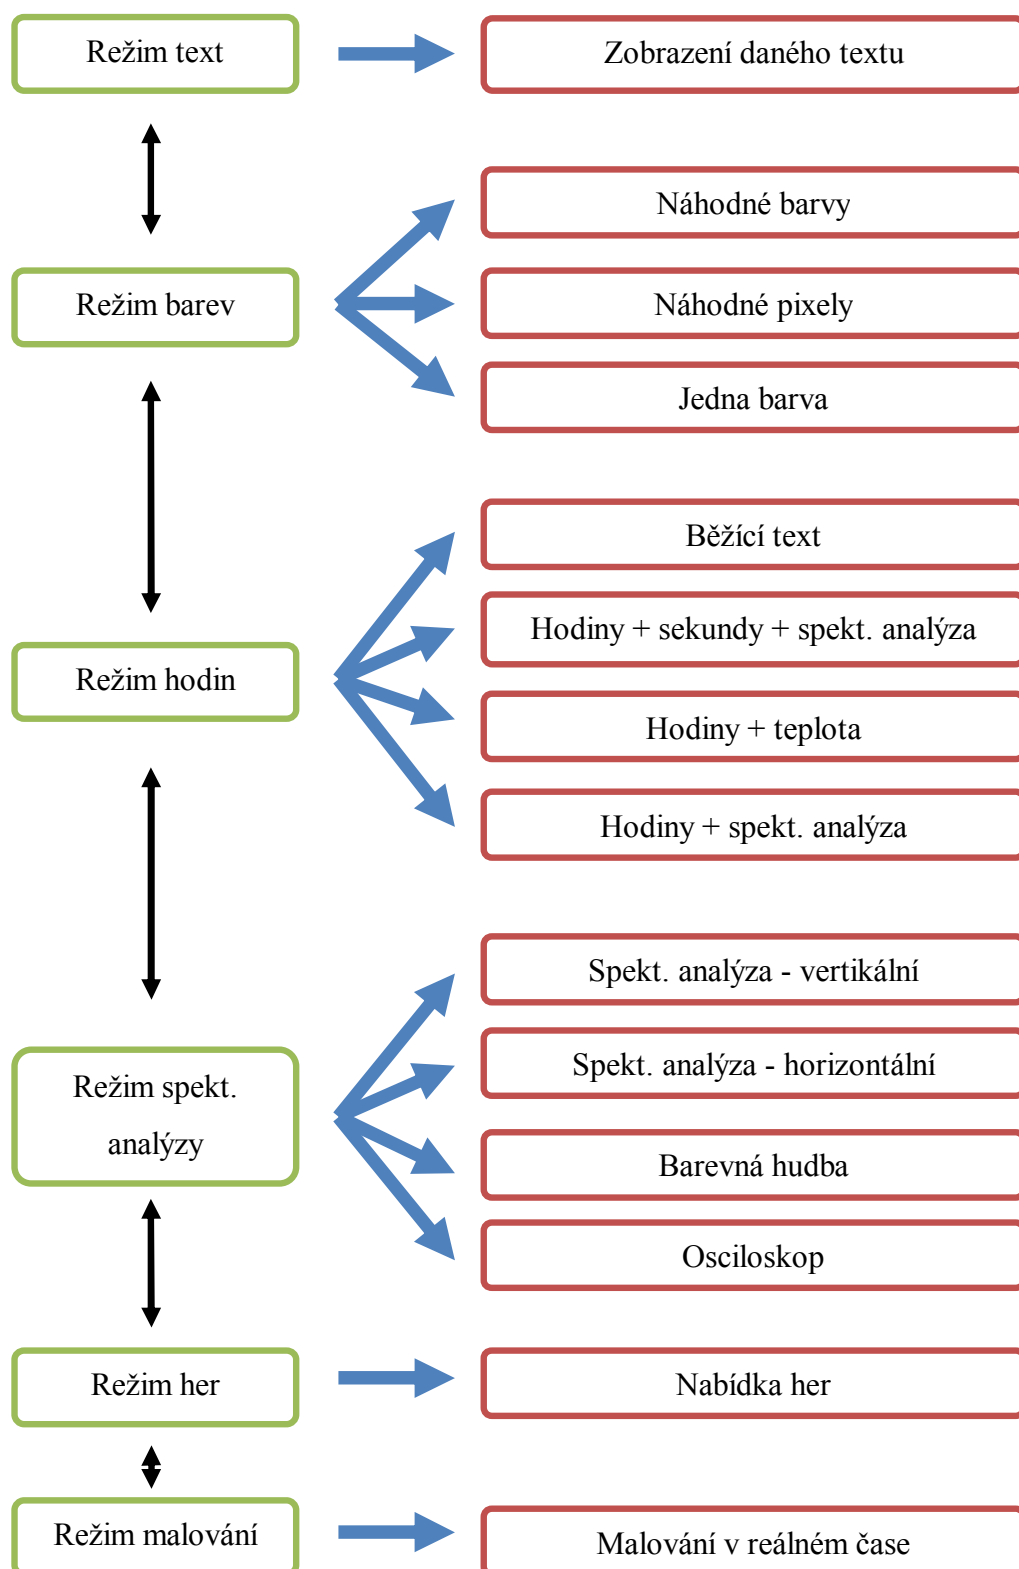 Režim text
Zobrazení daného textu
Náhodné barvy
Režim barev
Náhodné pixely
Jedna barva
Běžící text
Hodiny + sekundy + spekt. analýza
Režim hodin
Hodiny + teplota
Hodiny + spekt. analýza
Spekt. analýza - vertikální
Spekt. analýza - horizontální
Režim spekt.
analýzy
Barevná hudba
Osciloskop
Režim her
Nabídka her
Režim malování
Malování v reálném čase